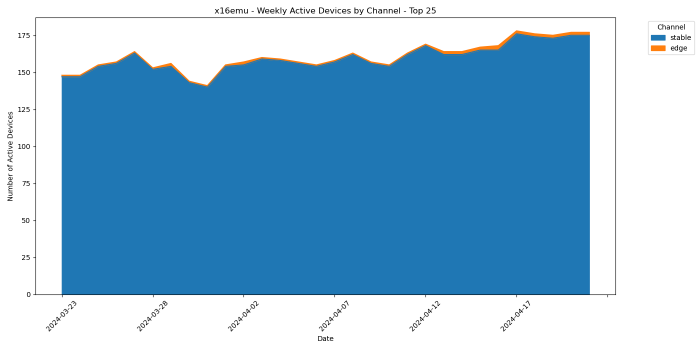 x16emu - Weekly Active Devices by Channel - Top 25
Channel
stable
edge
Number of Active Devices
175
150
125
100
75
50
25
0
2024-03-23
2024-03-28
2024-04-02
2024-04-07
2024-04-12
2024-04-17
Date